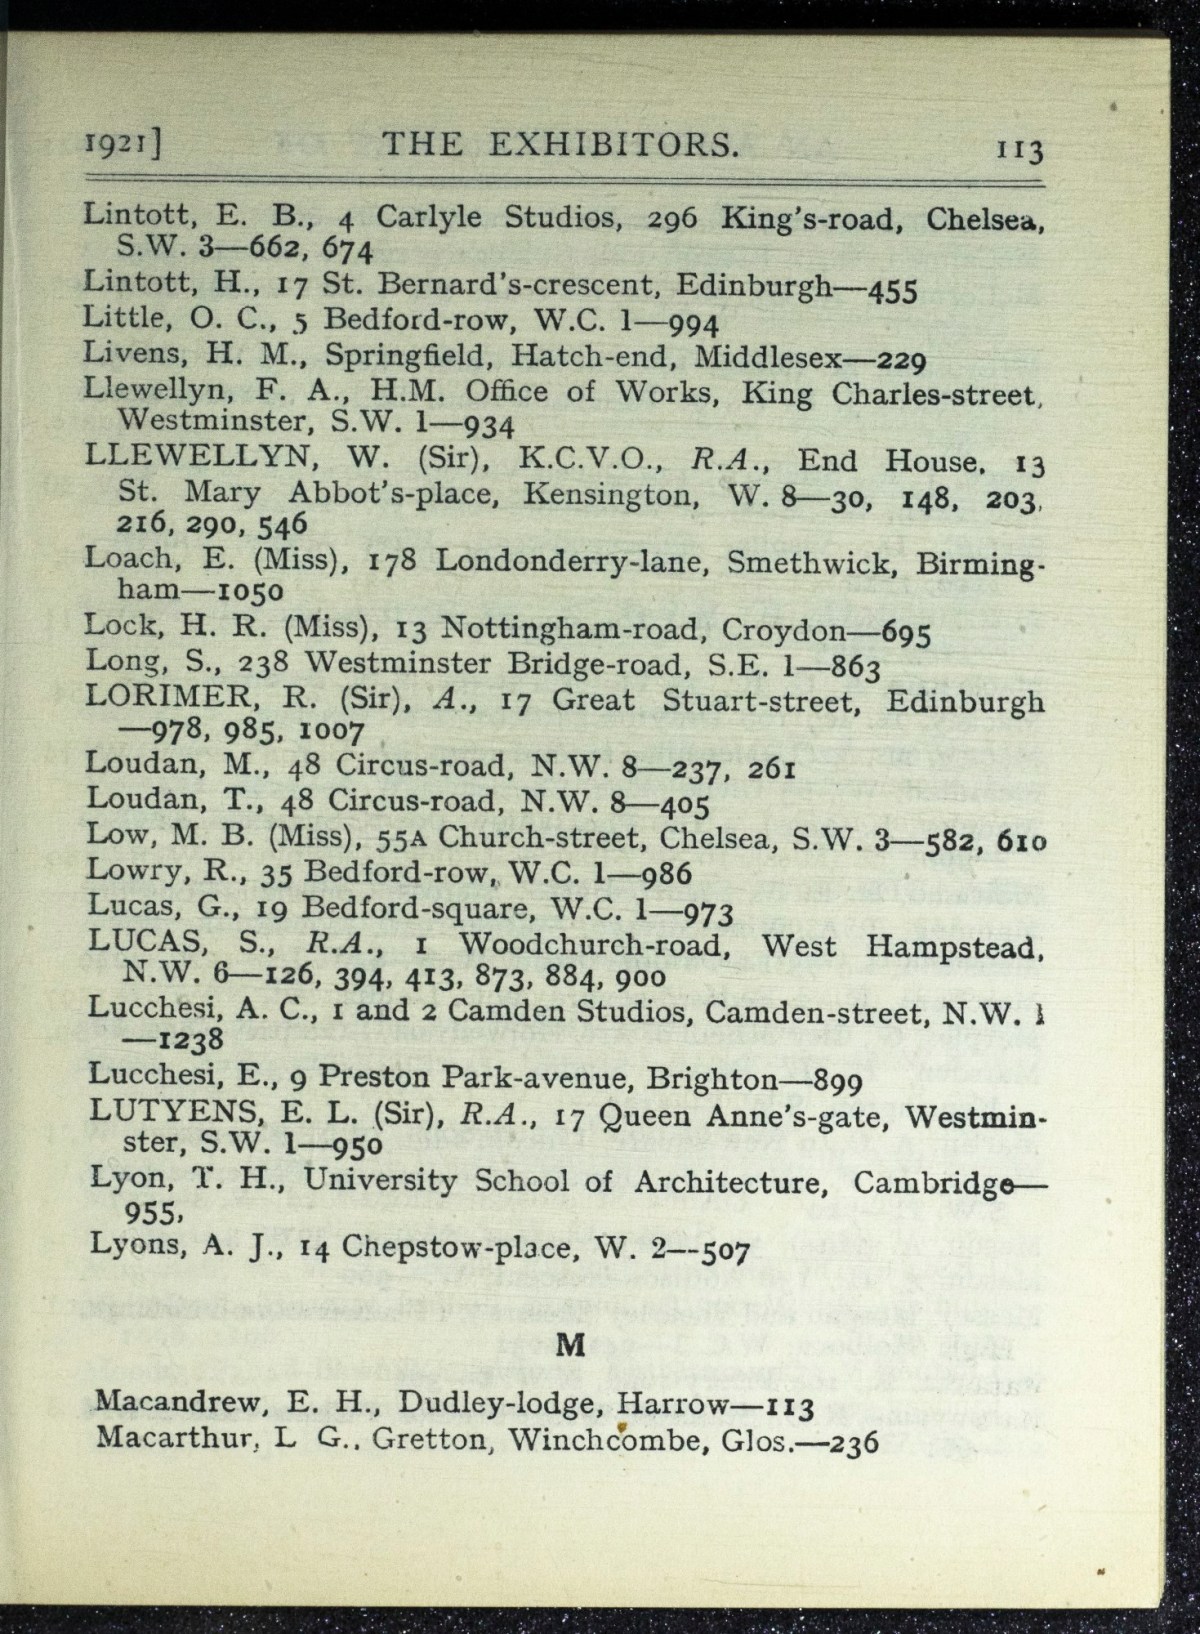 1921] THE EXHIBITORS. 113
Lintott, E. B., 4 Carlyle Studios, 296 King's-road, Chelsea,
S.W. 3—662, 674
Lintott, H., 17 St. Bernard's-crescent, Edinburgh—455
Little, O. C., 5 Bedford-row, W.C. 1—994
Livens, H. M., Springfield, Hatch-end, Middlesex—229
Llewellyn, F. A., H.M. Office of Works, King Charles-street,
Westminster, S.W. 1—934
LLEWELLYN, W. (Sir), K.C.V.O., R.A., End House, 13
St. Mary Abbot's-place, Kensington, W. 8—30, 148, 203,
216, 290, 546
Loach, E. (Miss), 178 Londonderry-lane, Smethwick, Birming-
ham—1050
Lock, H. R. (Miss), 13 Nottingham-road, Croydon—695
Long, S., 238 Westminster Bridge-road, S.E. 1—863
LORIMER, R. (Sir), A., 17 Great Stuart-street, Edinburgh
—978, 985, 1007
Loudan, M., 48 Circus-road, N.W. 8—237, 261
Loudan, T., 48 Circus-road, N.W. 8—405
Low, M. B. (Miss), 55A Church-street, Chelsea, S.W. 3—582, 610
Lowry, R., 35 Bedford-row, W.C. 1—986
Lucas, G., 19 Bedford-square, W.C. 1—973
LUCAS, S., R.A., 1 Woodchurch-road, West Hampstead,
N.W. 6—126, 394, 413, 873, 884, 900
Lucchesi, A. C., 1 and 2 Camden Studios, Camden-street, N.W. 1
—1238
Lucchesi, E., 9 Preston Park-avenue, Brighton—899
LUTYENS, E. L. (Sir), R.A., 17 Queen Anne's-gate, Westmin-
ster, S.W. 1—950
Lyon, T. H., University School of Architecture, Cambridge—
955,
Lyons, A. J., 14 Chepstow-place, W. 2—507
M
Macandrew, E. H., Dudley-lodge, Harrow—113
Macarthur, L G., Gretton, Winchcombe, Glos.—236